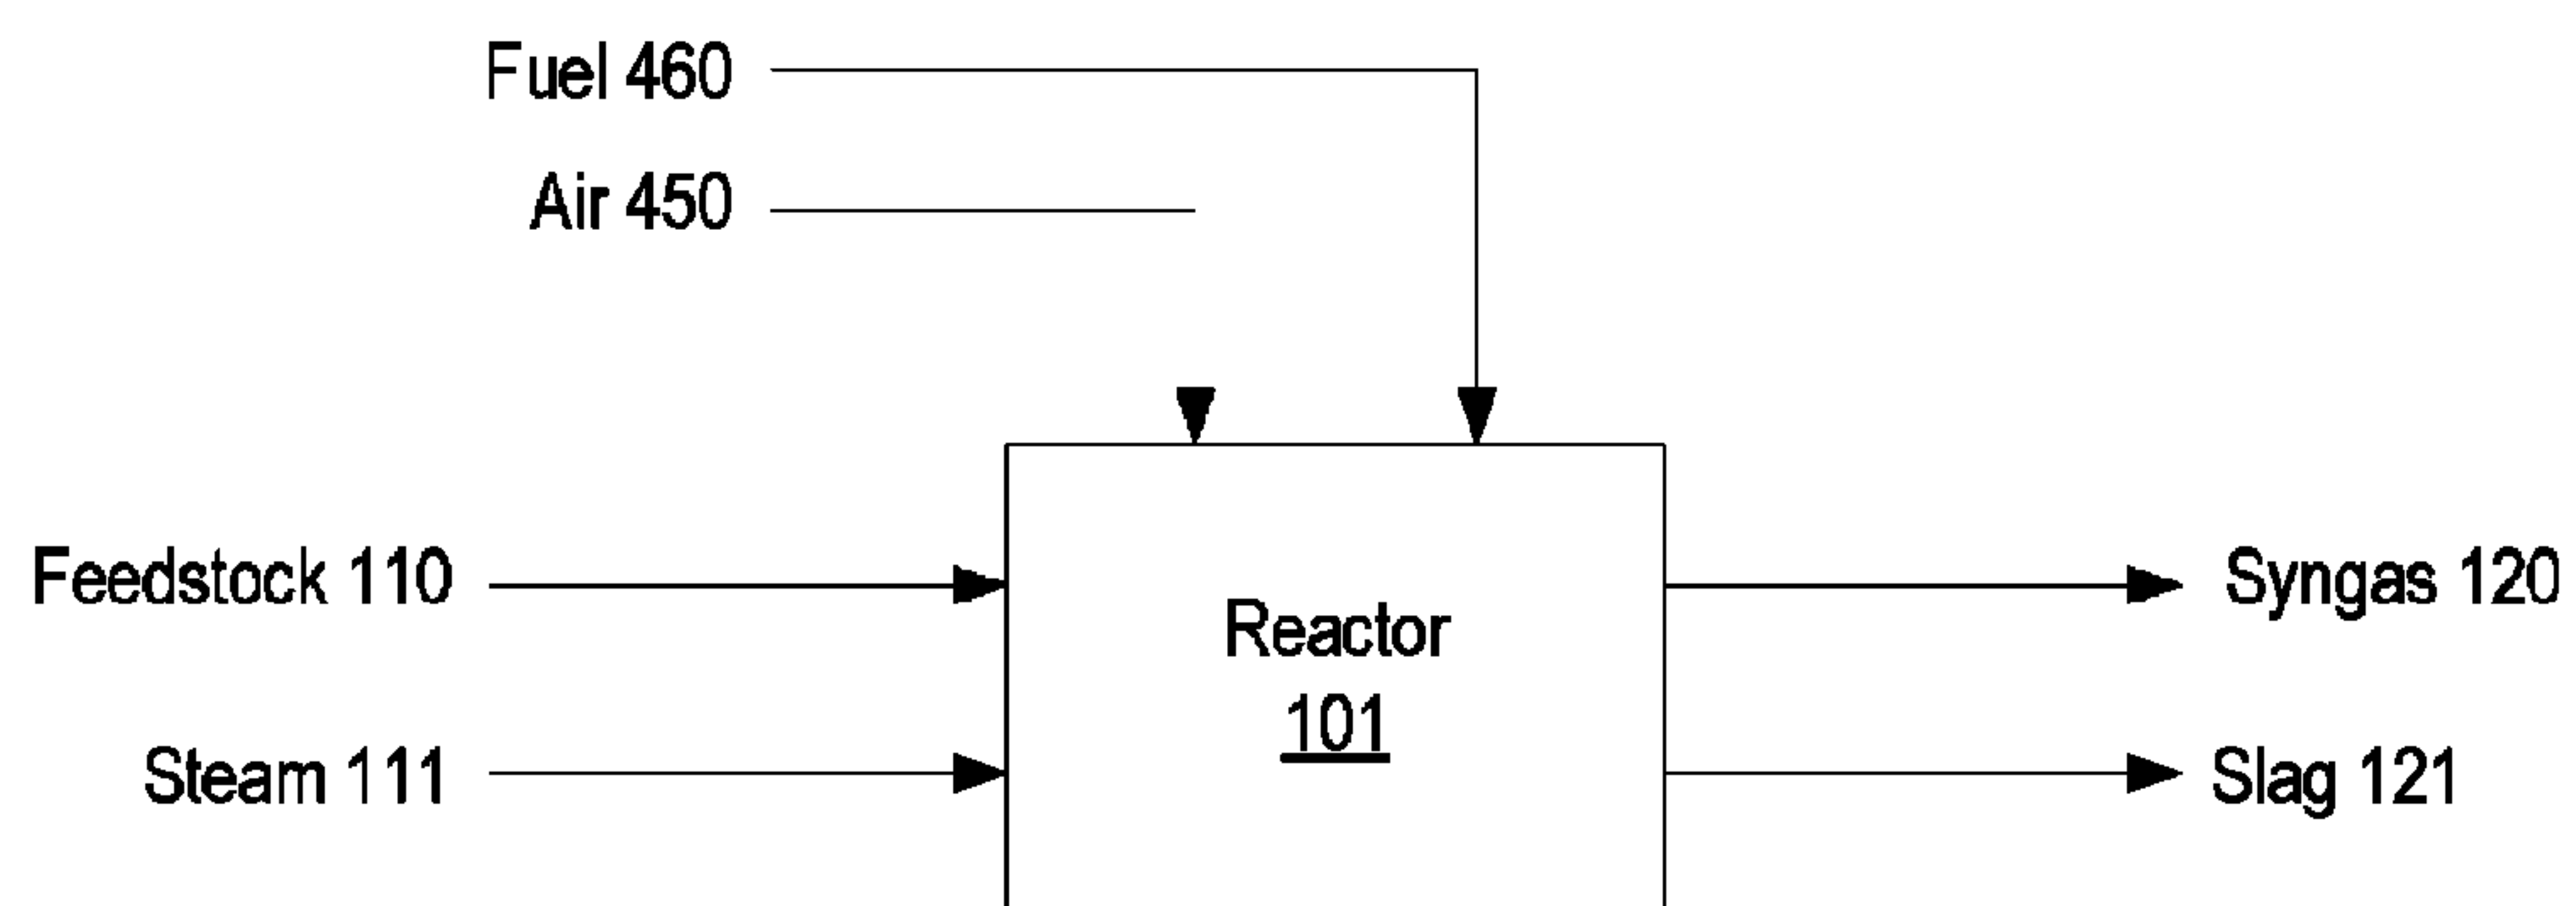 Fuel 460
Air 450
Feedstock 110
Steam 111
Reactor
101
Syngas 120
Slag 121